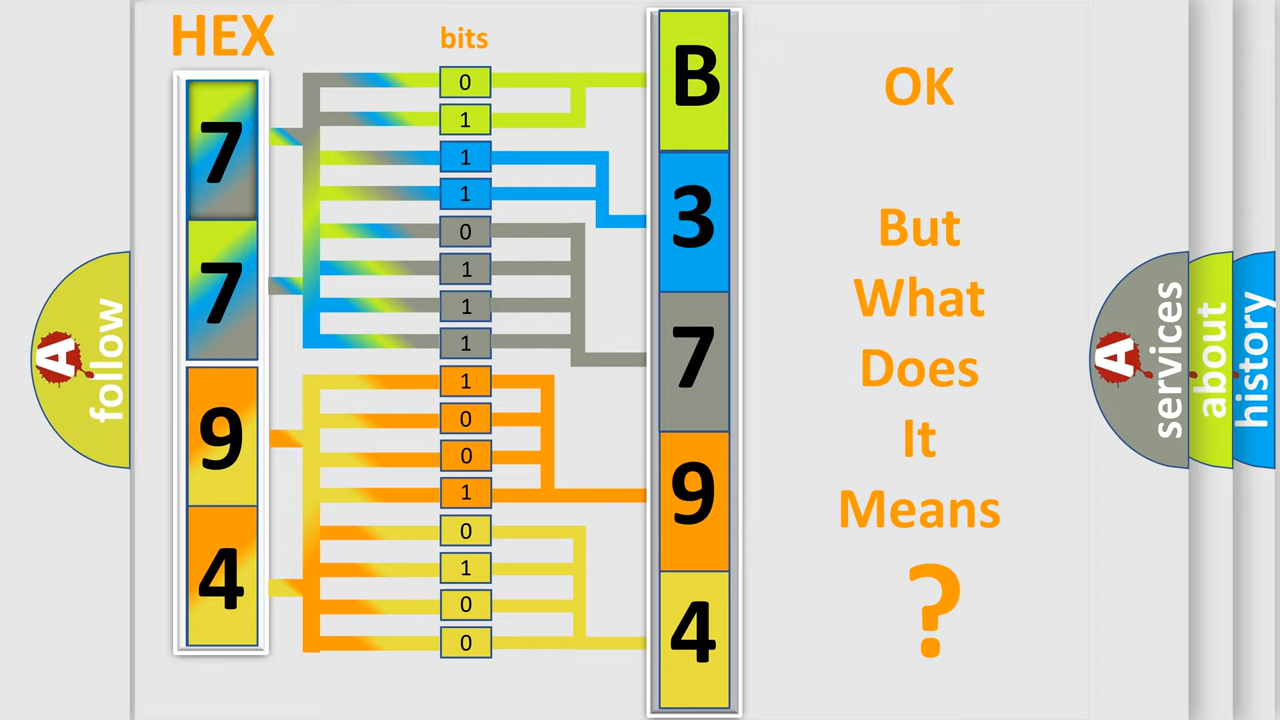 HEX
bits
7
7
9
4
0
1
1
1
0
1
1
1
1
0
0
1
0
1
0
0
B
3
7
9
4
OK
But
What
Does
It
Means
?
A
follow
A
services
about
history